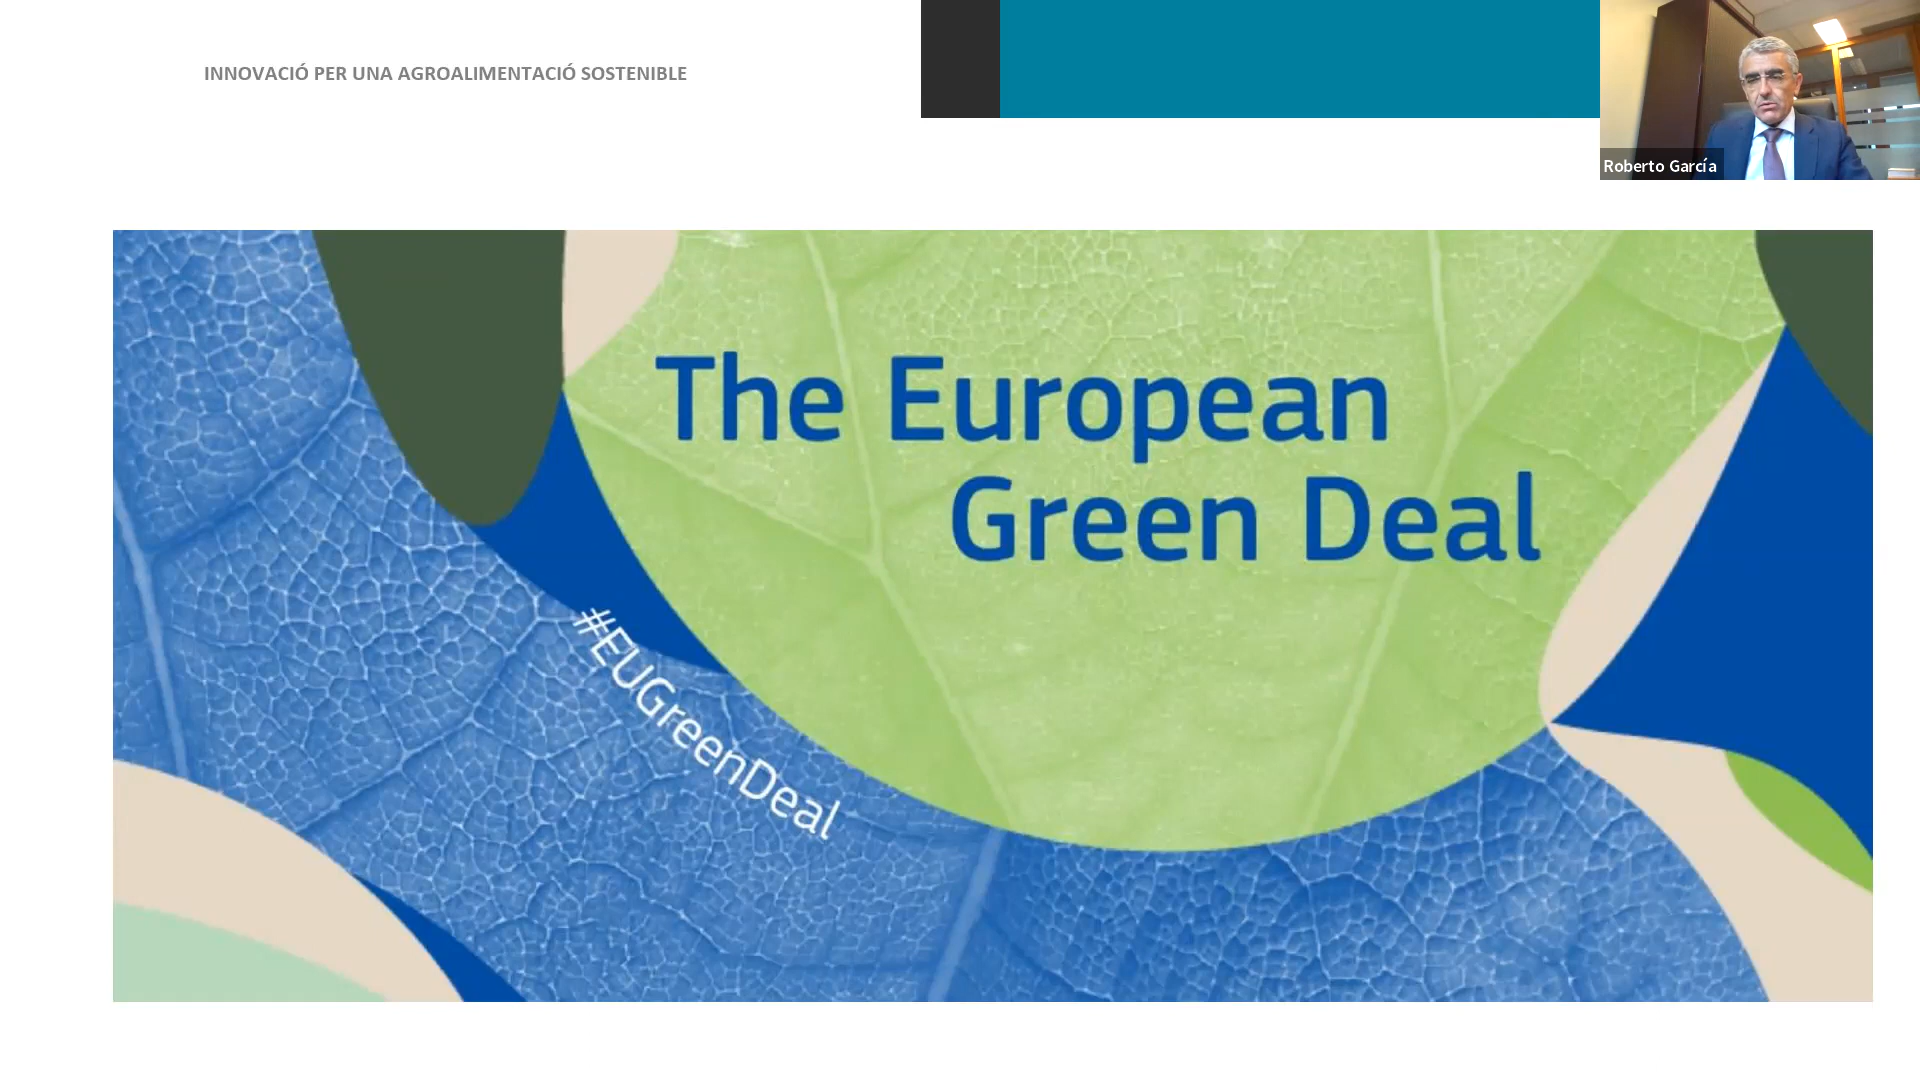 INNOVACIÓ PER UNA AGROALIMENTACIÓ SOSTENIBLE
Roberto García
The European
Green Deal
#EUGreenDeal